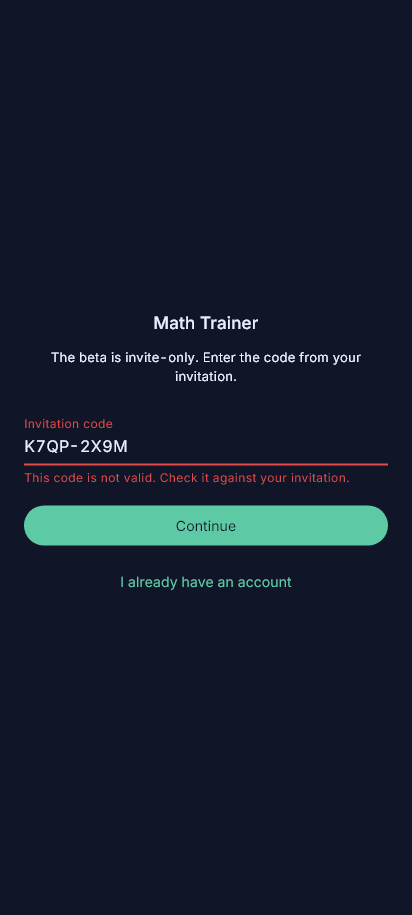 Math Trainer
The beta is invite-only. Enter the code from your
invitation.
Invitation code
K7QP-2X9M
This code is not valid. Check it against your invitation.
Continue
I already have an account